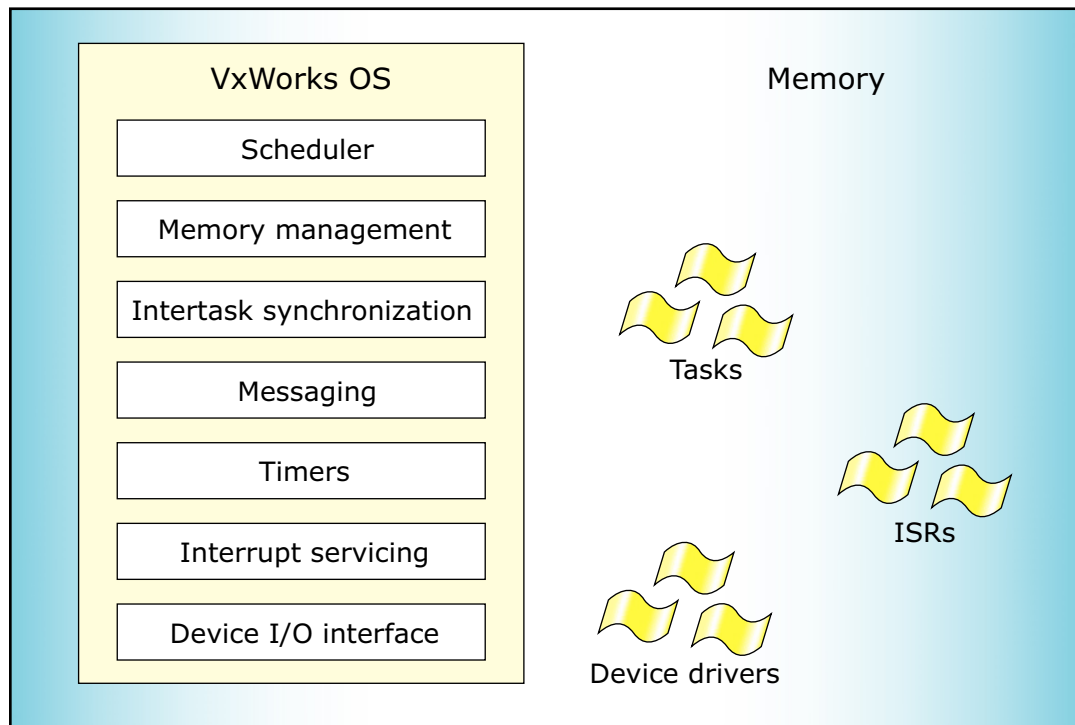 VxWorks OS
Scheduler
Memory management
Intertask synchronization
Messaging
Timers
Interrupt servicing
Device I/O interface
Memory
Tasks
ISRs
Device drivers